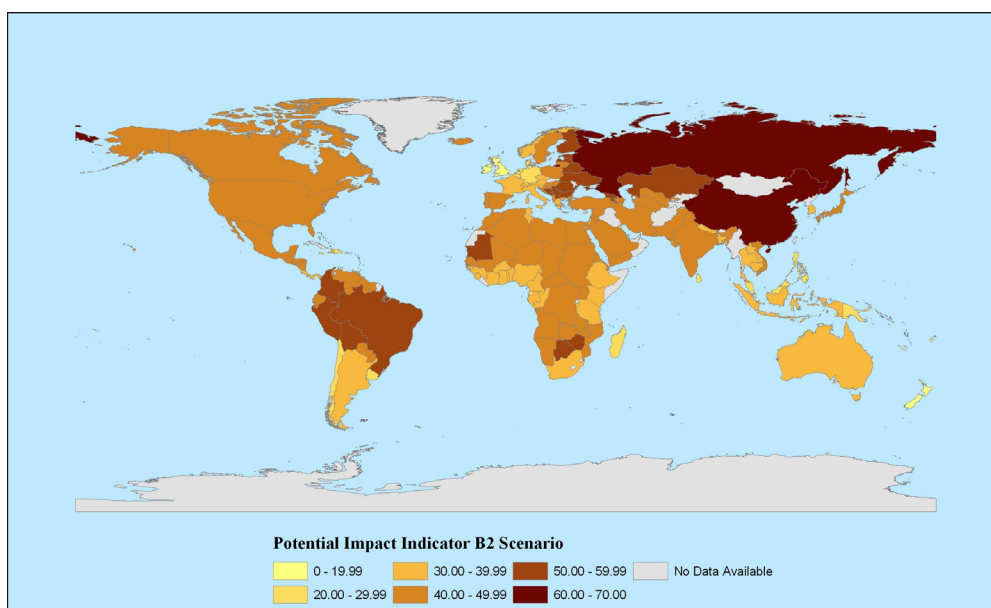 Potential Impact Indicator B2 Scenario
0 - 19.99
30.00 - 39.99
50.00 - 59.99
No Data Available
20.00 - 29.99
40.00 - 49.99
60.00 - 70.00